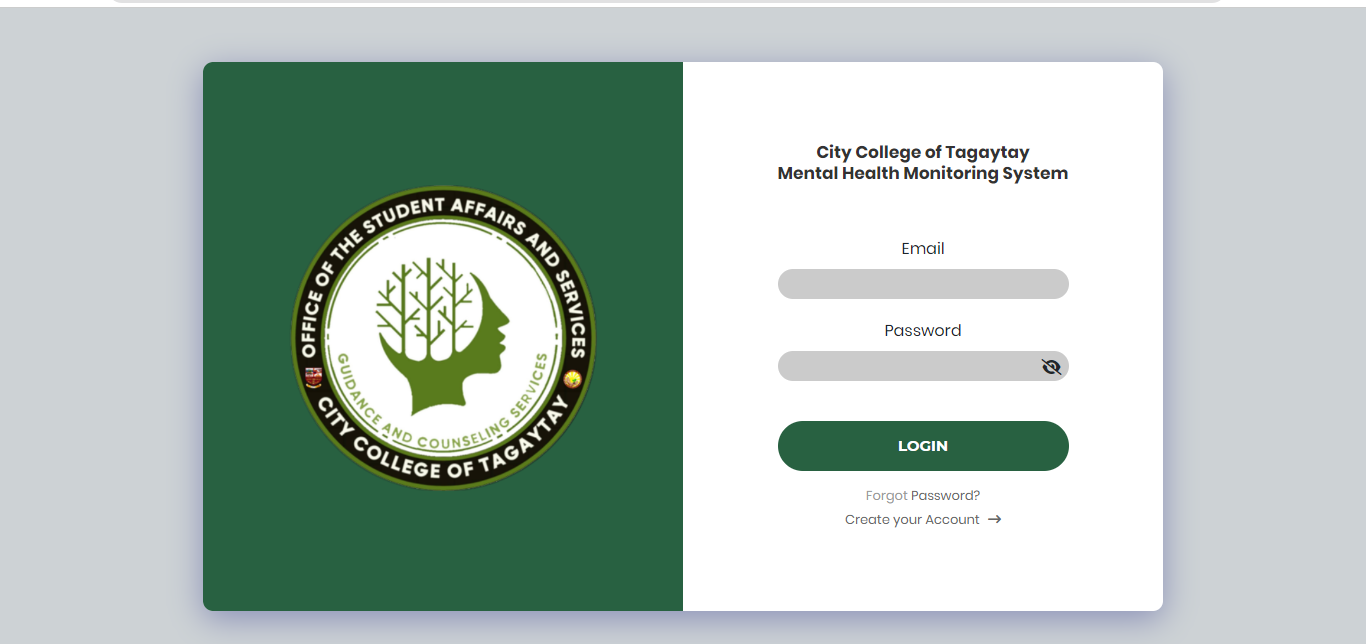 OFFICE OF THE STUDENT AFFAIRS AND SERVICES
GUIDANCE AND COUNSELING SERVICES
CITY COLLEGE OF TAGAYTAY
City College of Tagaytay
Mental Health Monitoring System
Email
Password
LOGIN
Forgot Password?
Create your Account →